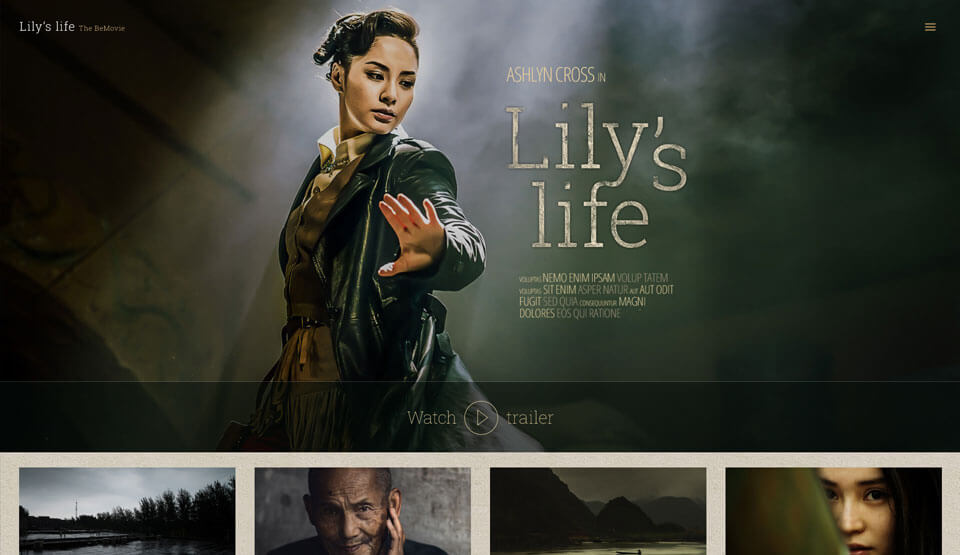 Lily's life The BeMovie
ASHLYN CROSS IN
Lily's
life
VOLUPTAS NEMO ENIM IPSAM VOLUP TATEM
VOLUPTAS SIT ENIM ASPER NATUR AUT AUT ODIT
FUGIT SED QUIA CONSEQUUNTUR MAGNI
DOLORES EOS QUI RATIONE
Watch trailer